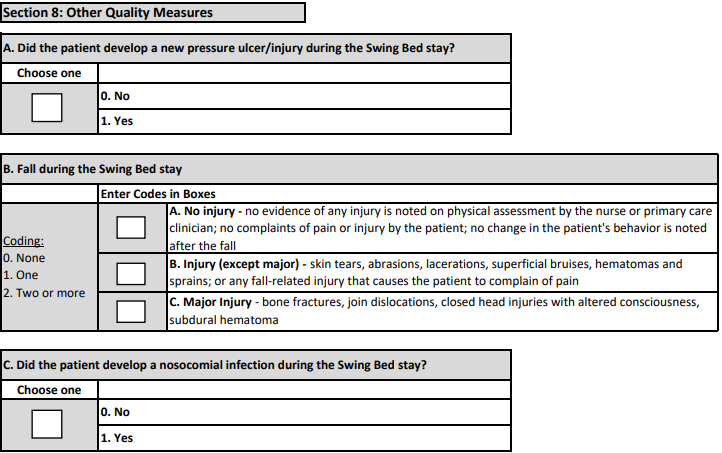 Section 8: Other Quality Measures
A. Did the patient develop a new pressure ulcer/injury during the Swing Bed stay?
Choose one
0. No
1. Yes
B. Fall during the Swing Bed stay
Enter Codes in Boxes
Coding:
0. None
1. One
2. Two or more
A. No injury - no evidence of any injury is noted on physical assessment by the nurse or primary care
clinician; no complaints of pain or injury by the patient; no change in the patient's behavior is noted
after the fall
B. Injury (except major) - skin tears, abrasions, lacerations, superficial bruises, hematomas and
sprains; or any fall-related injury that causes the patient to complain of pain
C. Major Injury - bone fractures, join dislocations, closed head injuries with altered consciousness,
subdural hematoma
C. Did the patient develop a nosocomial infection during the Swing Bed stay?
Choose one
0. No
1. Yes